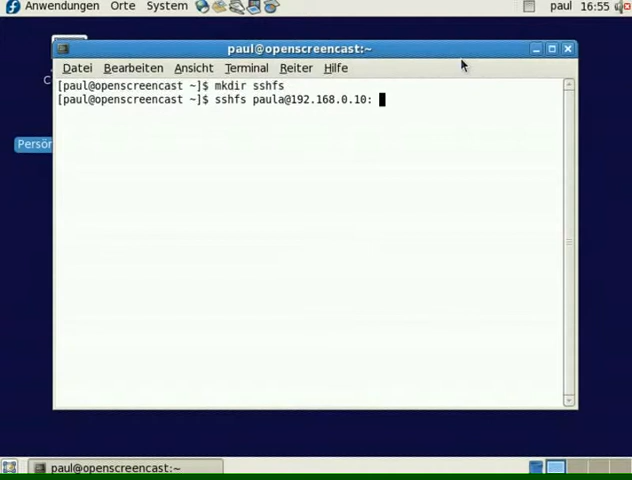 Anwendungen Orte System paul 16:55
paul@openscreencast:~
Datei Bearbeiten Ansicht Terminal Reiter Hilfe
[paul@openscreencast ~]$ mkdir sshfs
[paul@openscreencast ~]$ sshfs paula@192.168.0.10:
C
Persön
paul@openscreencast:~